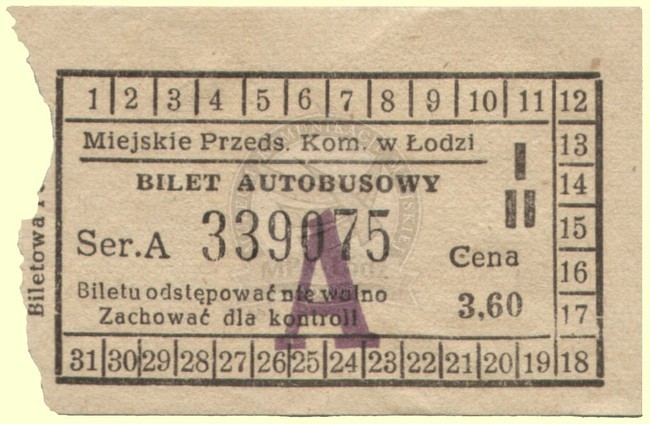 1 2 3 4 5 6 7 8 9 10 11 12
Miejskie Przeds. Kom. w Łodzi
I
13
BILET AUTOBUSOWY
14
II
15
Ser.A 339075
Cena
16
A
Biletu odstępować nie wolno
3,60
17
Zachować dla kontroli
31 30 29 28 27 26 25 24 23 22 21 20 19 18
Biletowa